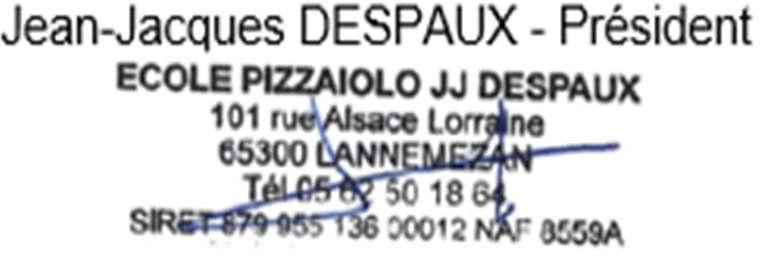 Jean-Jacques DESPAUX - Président
ECOLE PIZZAIOLO JJ DESPAUX
101 rue Alsace Lorraine
65300 LANNEMEZAN
Tél 05 62 50 18 64
SIRET 879 955 136 00012 NAF 8559A